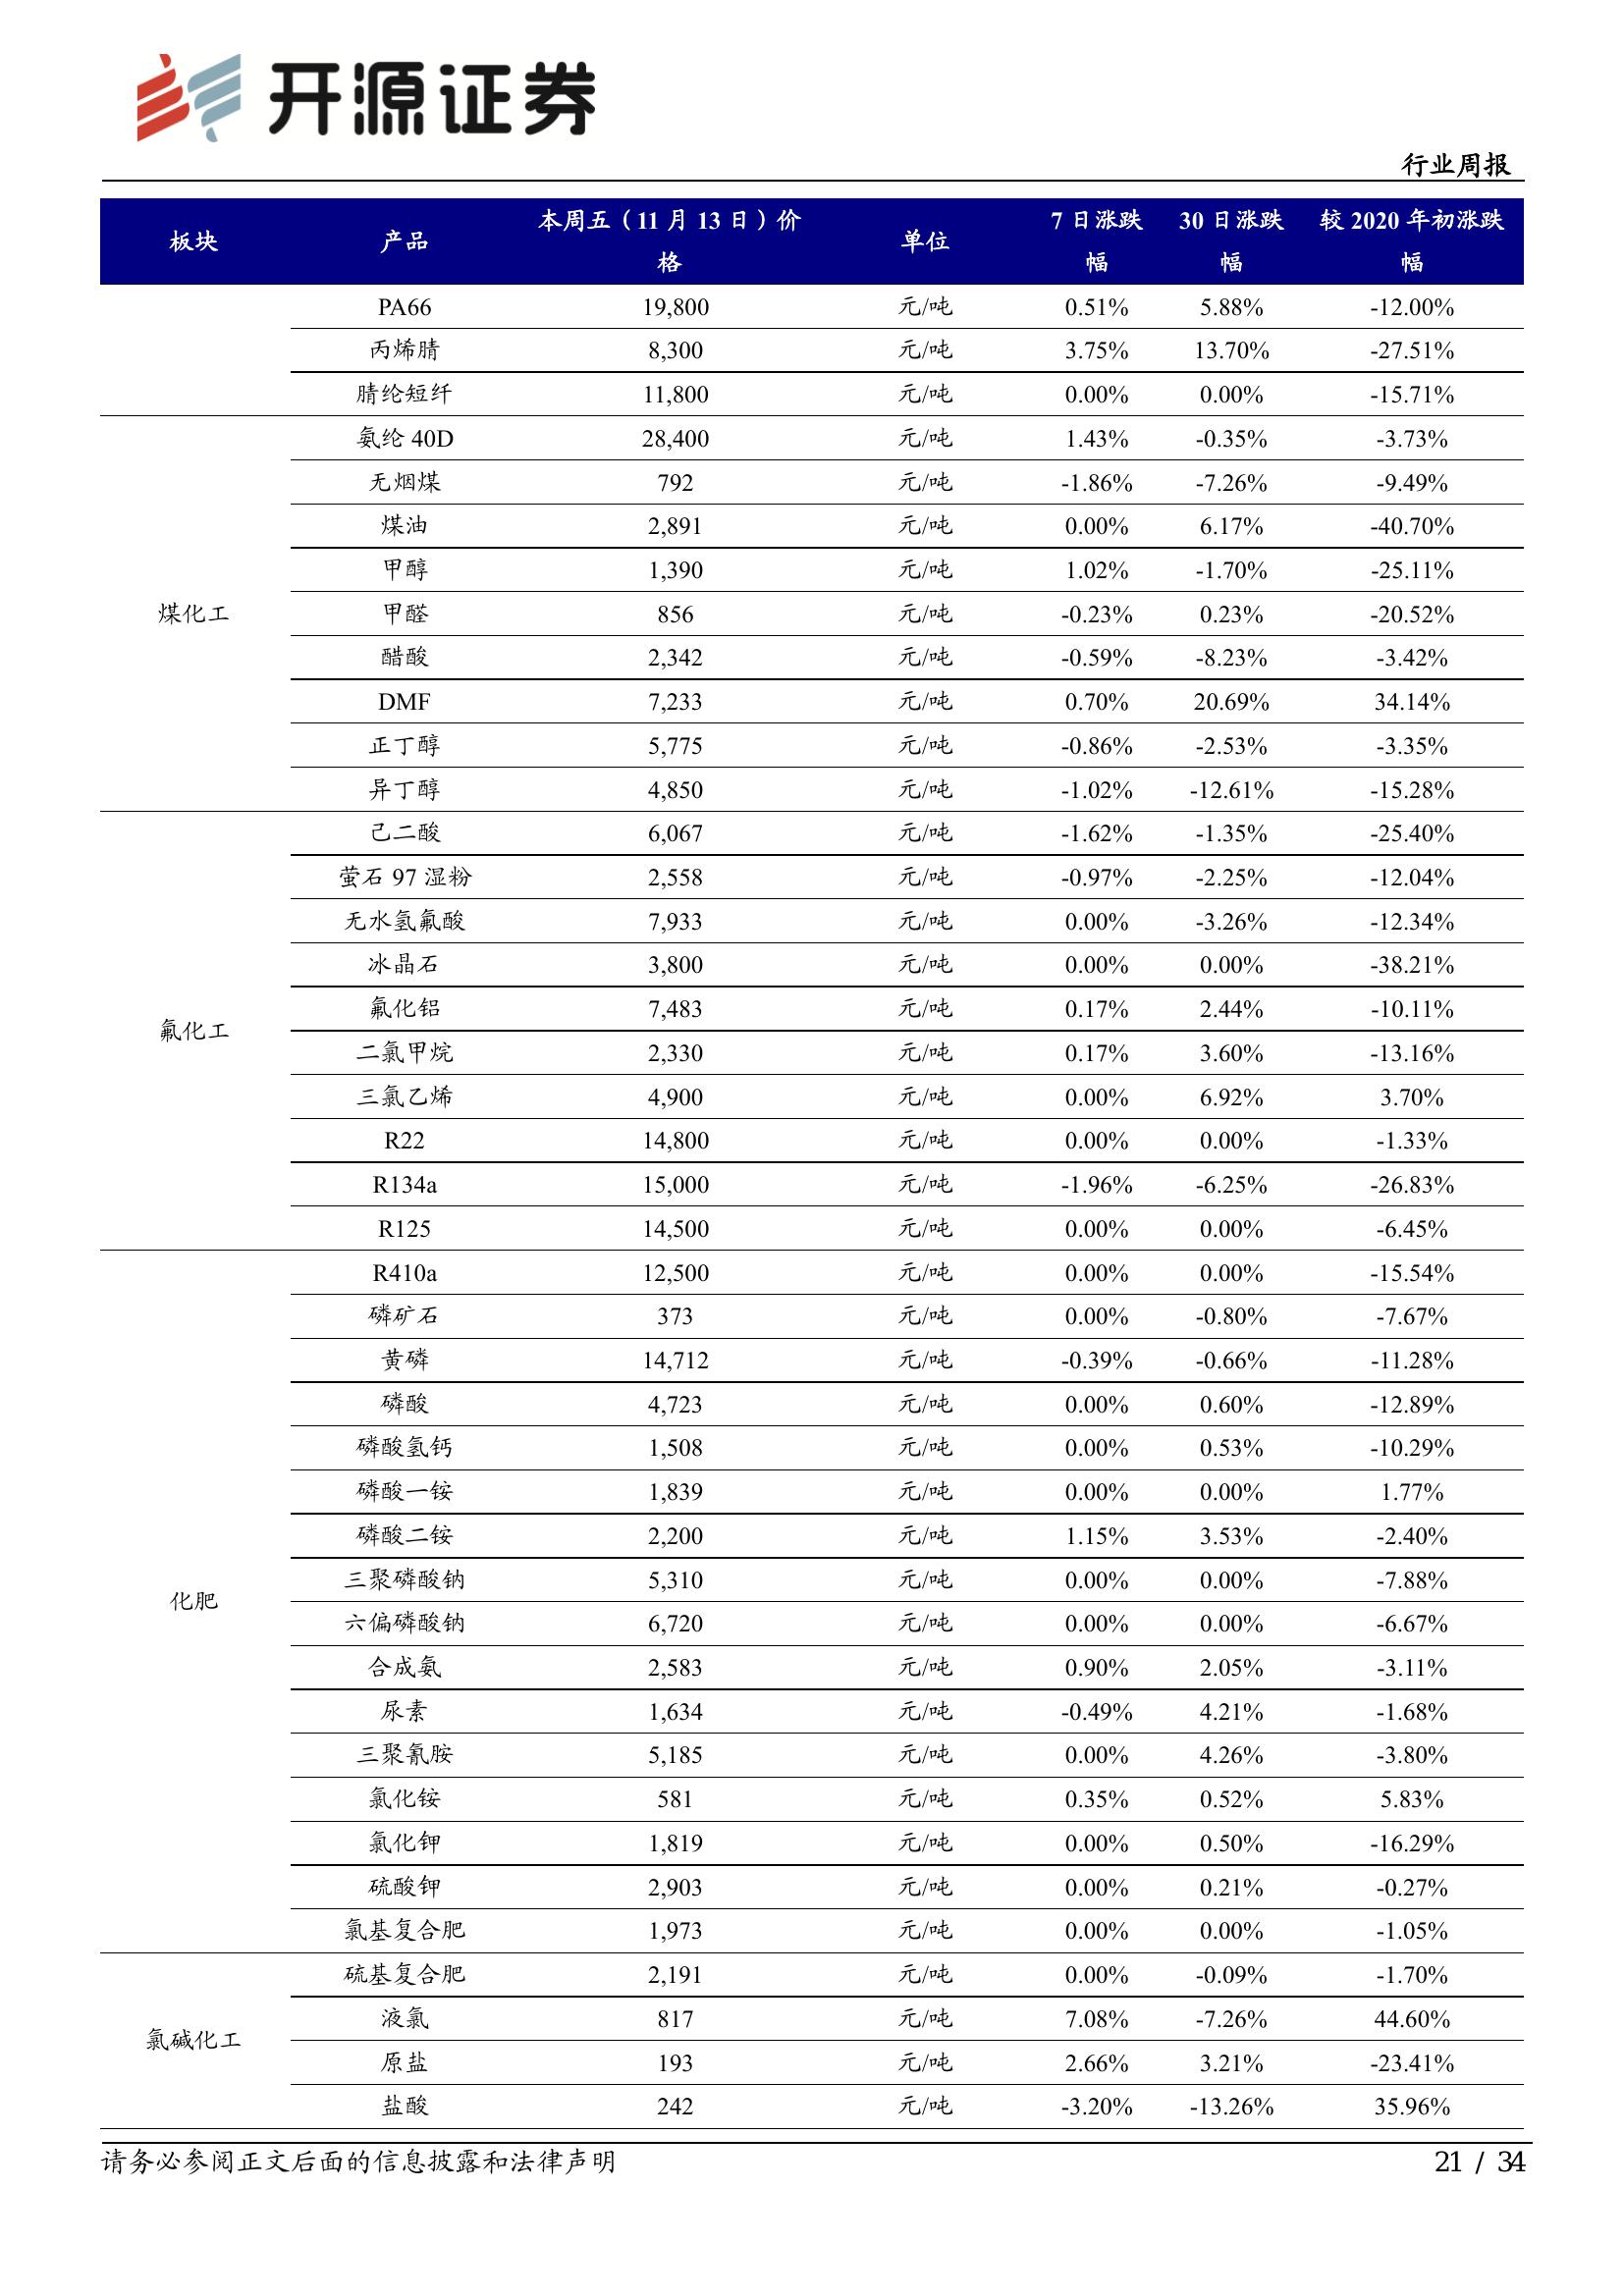 开源证券
行业周报
板块 产品 本周五（11 月 13 日）价格 单位 7 日涨跌幅 30 日涨跌幅 较 2020 年初涨跌幅
PA66 19,800 元/吨 0.51% 5.88% -12.00%
丙烯腈 8,300 元/吨 3.75% 13.70% -27.51%
腈纶短纤 11,800 元/吨 0.00% 0.00% -15.71%
煤化工
氨纶 40D 28,400 元/吨 1.43% -0.35% -3.73%
无烟煤 792 元/吨 -1.86% -7.26% -9.49%
煤油 2,891 元/吨 0.00% 6.17% -40.70%
甲醇 1,390 元/吨 1.02% -1.70% -25.11%
甲醛 856 元/吨 -0.23% 0.23% -20.52%
醋酸 2,342 元/吨 -0.59% -8.23% -3.42%
DMF 7,233 元/吨 0.70% 20.69% 34.14%
正丁醇 5,775 元/吨 -0.86% -2.53% -3.35%
异丁醇 4,850 元/吨 -1.02% -12.61% -15.28%
氟化工
己二酸 6,067 元/吨 -1.62% -1.35% -25.40%
萤石 97 湿粉 2,558 元/吨 -0.97% -2.25% -12.04%
无水氢氟酸 7,933 元/吨 0.00% -3.26% -12.34%
冰晶石 3,800 元/吨 0.00% 0.00% -38.21%
氟化铝 7,483 元/吨 0.17% 2.44% -10.11%
二氯甲烷 2,330 元/吨 0.17% 3.60% -13.16%
三氯乙烯 4,900 元/吨 0.00% 6.92% 3.70%
R22 14,800 元/吨 0.00% 0.00% -1.33%
R134a 15,000 元/吨 -1.96% -6.25% -26.83%
R125 14,500 元/吨 0.00% 0.00% -6.45%
化肥
R410a 12,500 元/吨 0.00% 0.00% -15.54%
磷矿石 373 元/吨 0.00% -0.80% -7.67%
黄磷 14,712 元/吨 -0.39% -0.66% -11.28%
磷酸 4,723 元/吨 0.00% 0.60% -12.89%
磷酸氢钙 1,508 元/吨 0.00% 0.53% -10.29%
磷酸一铵 1,839 元/吨 0.00% 0.00% 1.77%
磷酸二铵 2,200 元/吨 1.15% 3.53% -2.40%
三聚磷酸钠 5,310 元/吨 0.00% 0.00% -7.88%
六偏磷酸钠 6,720 元/吨 0.00% 0.00% -6.67%
合成氨 2,583 元/吨 0.90% 2.05% -3.11%
尿素 1,634 元/吨 -0.49% 4.21% -1.68%
三聚氰胺 5,185 元/吨 0.00% 4.26% -3.80%
氯化铵 581 元/吨 0.35% 0.52% 5.83%
氯化钾 1,819 元/吨 0.00% 0.50% -16.29%
硫酸钾 2,903 元/吨 0.00% 0.21% -0.27%
氯基复合肥 1,973 元/吨 0.00% 0.00% -1.05%
氯碱化工
硫基复合肥 2,191 元/吨 0.00% -0.09% -1.70%
液氯 817 元/吨 7.08% -7.26% 44.60%
原盐 193 元/吨 2.66% 3.21% -23.41%
盐酸 242 元/吨 -3.20% -13.26% 35.96%
请务必参阅正文后面的信息披露和法律声明 21 / 34